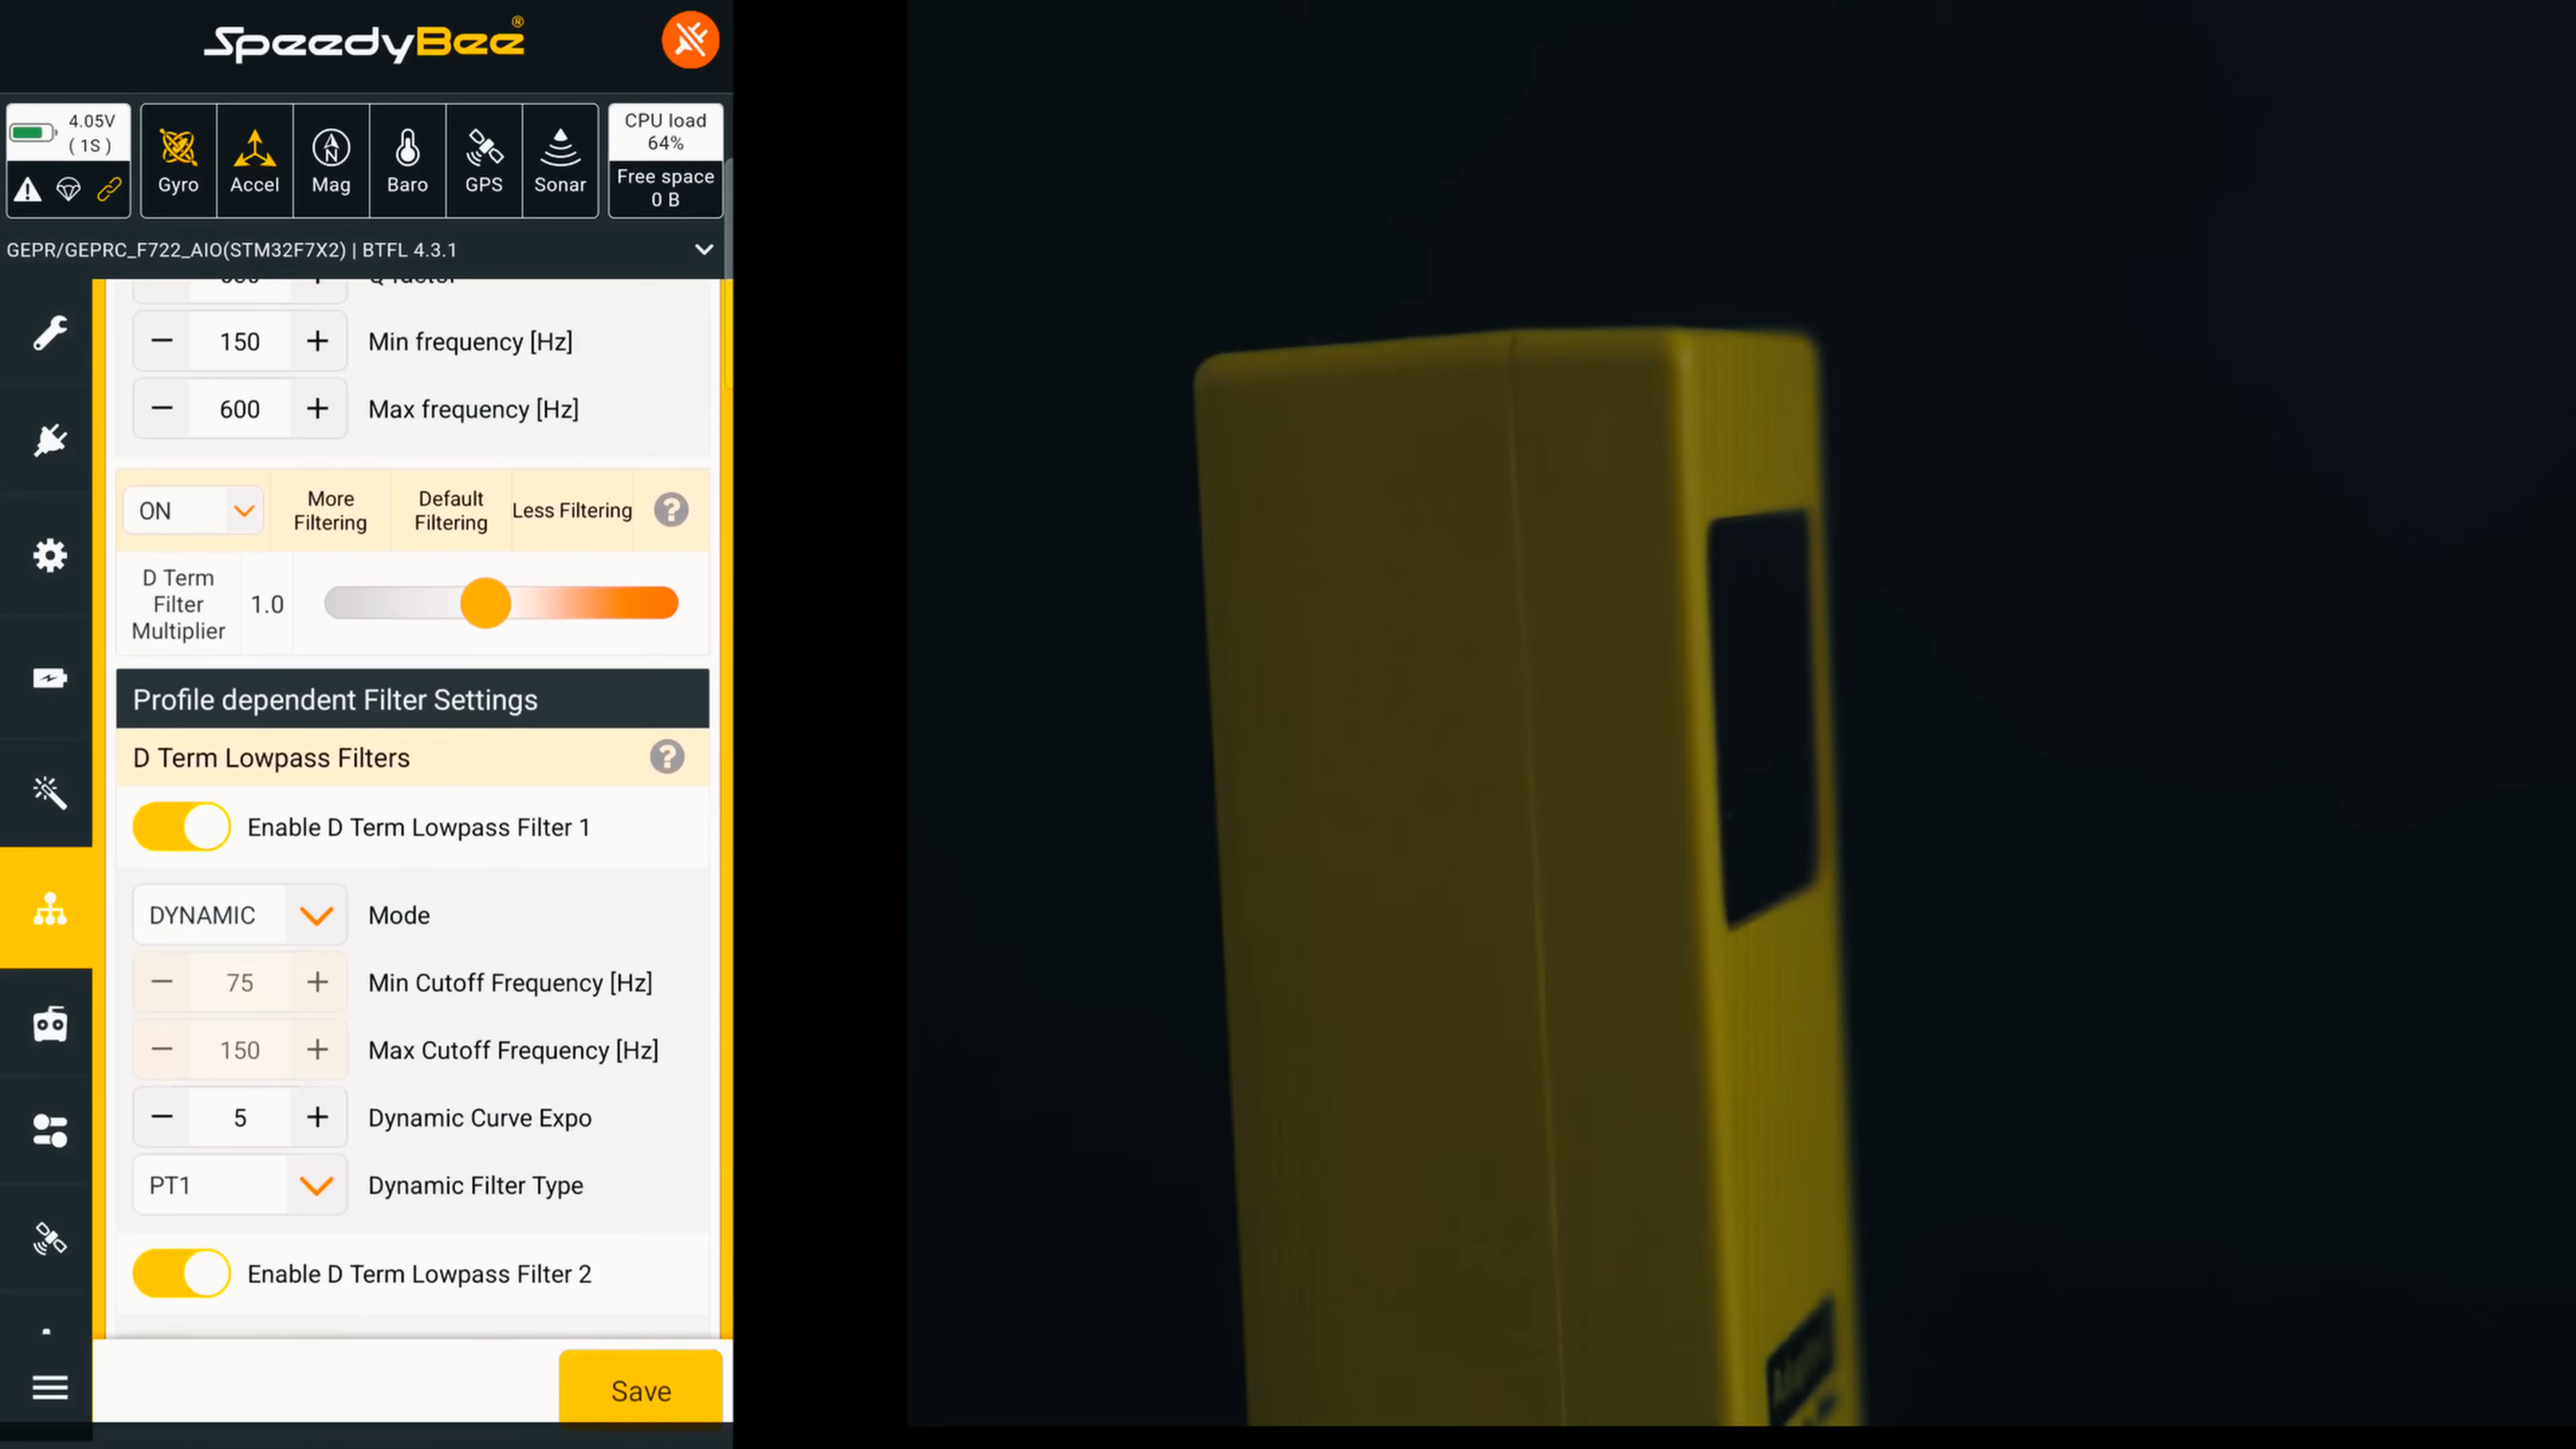 SpeedyBee®
4.05V
( 1S )
Gyro
Accel
Mag
Baro
GPS
Sonar
CPU load
64%
Free space
0 B
GEPR/GEPRC_F722_AIO(STM32F7X2) | BTFL 4.3.1
150 Min frequency [Hz]
600 Max frequency [Hz]
ON
More
Filtering
Default
Filtering
Less Filtering
D Term
Filter
Multiplier
1.0
Profile dependent Filter Settings
D Term Lowpass Filters
Enable D Term Lowpass Filter 1
DYNAMIC Mode
75 Min Cutoff Frequency [Hz]
150 Max Cutoff Frequency [Hz]
5 Dynamic Curve Expo
PT1 Dynamic Filter Type
Enable D Term Lowpass Filter 2
Save